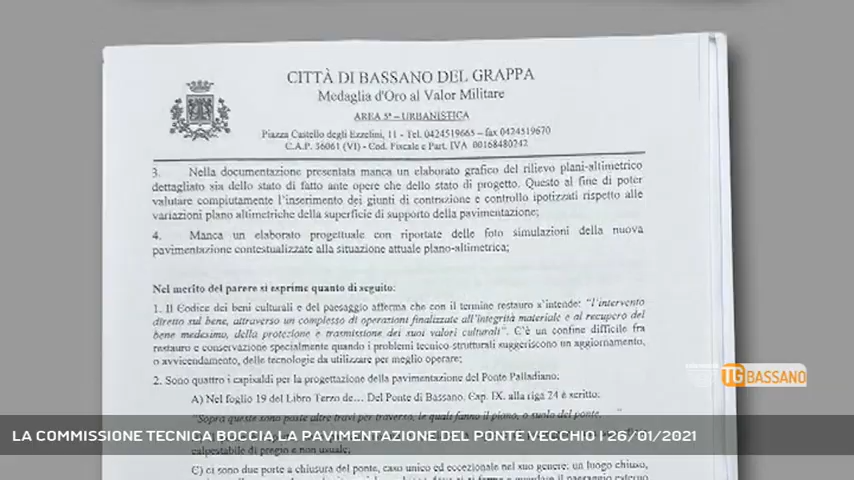 CITTÀ DI BASSANO DEL GRAPPA
Medaglia d'Oro al Valor Militare
AREA 5ª – URBANISTICA
Piazza Castello degli Ezzelini, 11 - Tel. 0424519665 – fax 0424519670
C.A.P. 36061 (VI) - Cod. Fiscale e Part. IVA 00168480242
3. Nella documentazione presentata manca un elaborato grafico del rilievo plani-altimetrico
dettagliato sia dello stato di fatto ante opere che dello stato di progetto. Questo al fine di poter
valutare compiutamente l'inserimento dei giunti di contrazione e controllo ipotizzati rispetto alle
variazioni plano altimetriche della superficie di supporto della pavimentazione;
4. Manca un elaborato progettuale con riportate delle foto simulazioni della nuova
pavimentazione contestualizzate alla situazione attuale plano-altimetrica;
Nel merito del parere si esprime quanto di seguito:
1. Il Codice dei beni culturali e del paesaggio afferma che con il termine restauro s'intende: "l'intervento
diretto sul bene, attraverso un complesso di operazioni finalizzate all'integrità materiale e al recupero del
bene medesimo, della protezione e trasmissione dei suoi valori culturali". C'è un confine difficile fra
restauro e conservazione specialmente quando i problemi tecnico-strutturali suggeriscono un aggiornamento,
o avvicendamento, delle tecnologie da utilizzare per meglio operare;
2. Sono quattro i capisaldi per la progettazione della pavimentazione del Ponte Palladiano:
A) Nel foglio 19 del Libro Terzo de… Del Ponte di Bassano. Cap. IX. alla riga 24 è scritto:
"Sopra queste sono poste altre travi per traverso, le quali fanno il piano, o suolo del ponte.
TG BASSANO
LA COMMISSIONE TECNICA BOCCIA LA PAVIMENTAZIONE DEL PONTE VECCHIO | 26/01/2021
calpestabile di pregio e non usuale;
C) ci sono due porte a chiusura del ponte, caso unico ed eccezionale nel suo genere: un luogo chiuso,